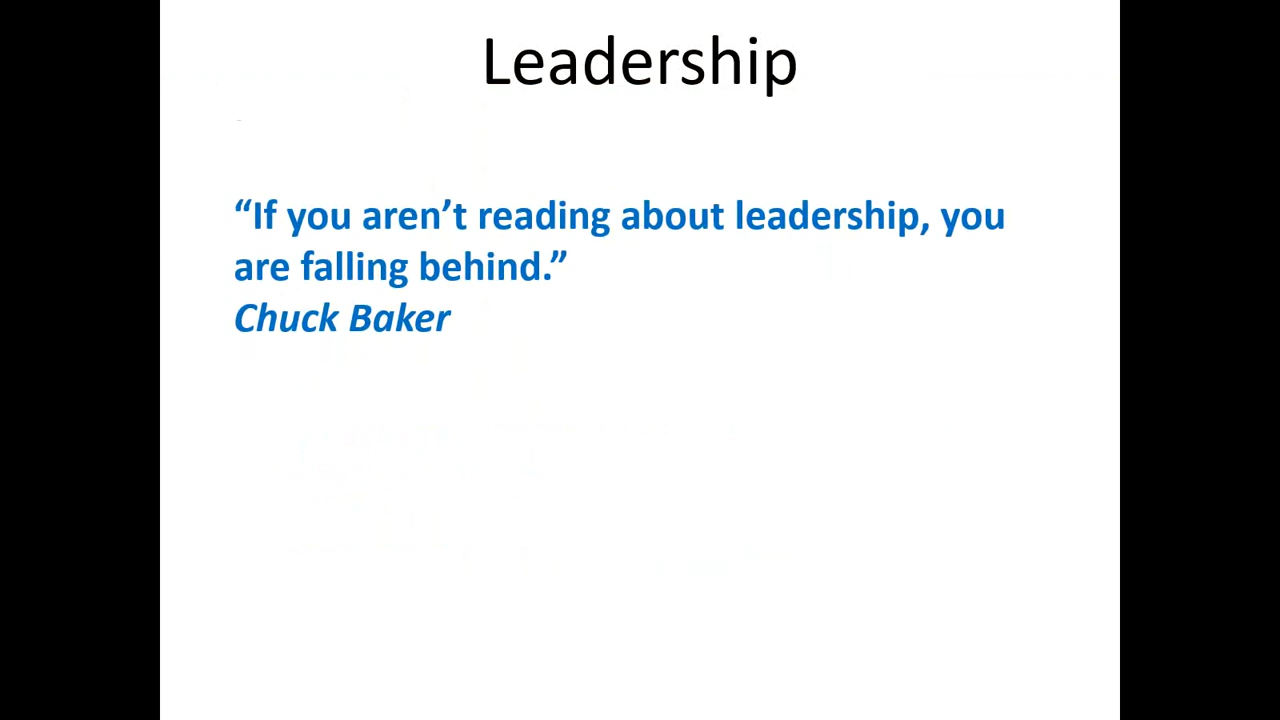 Leadership
“If you aren’t reading about leadership, you
are falling behind.”
Chuck Baker